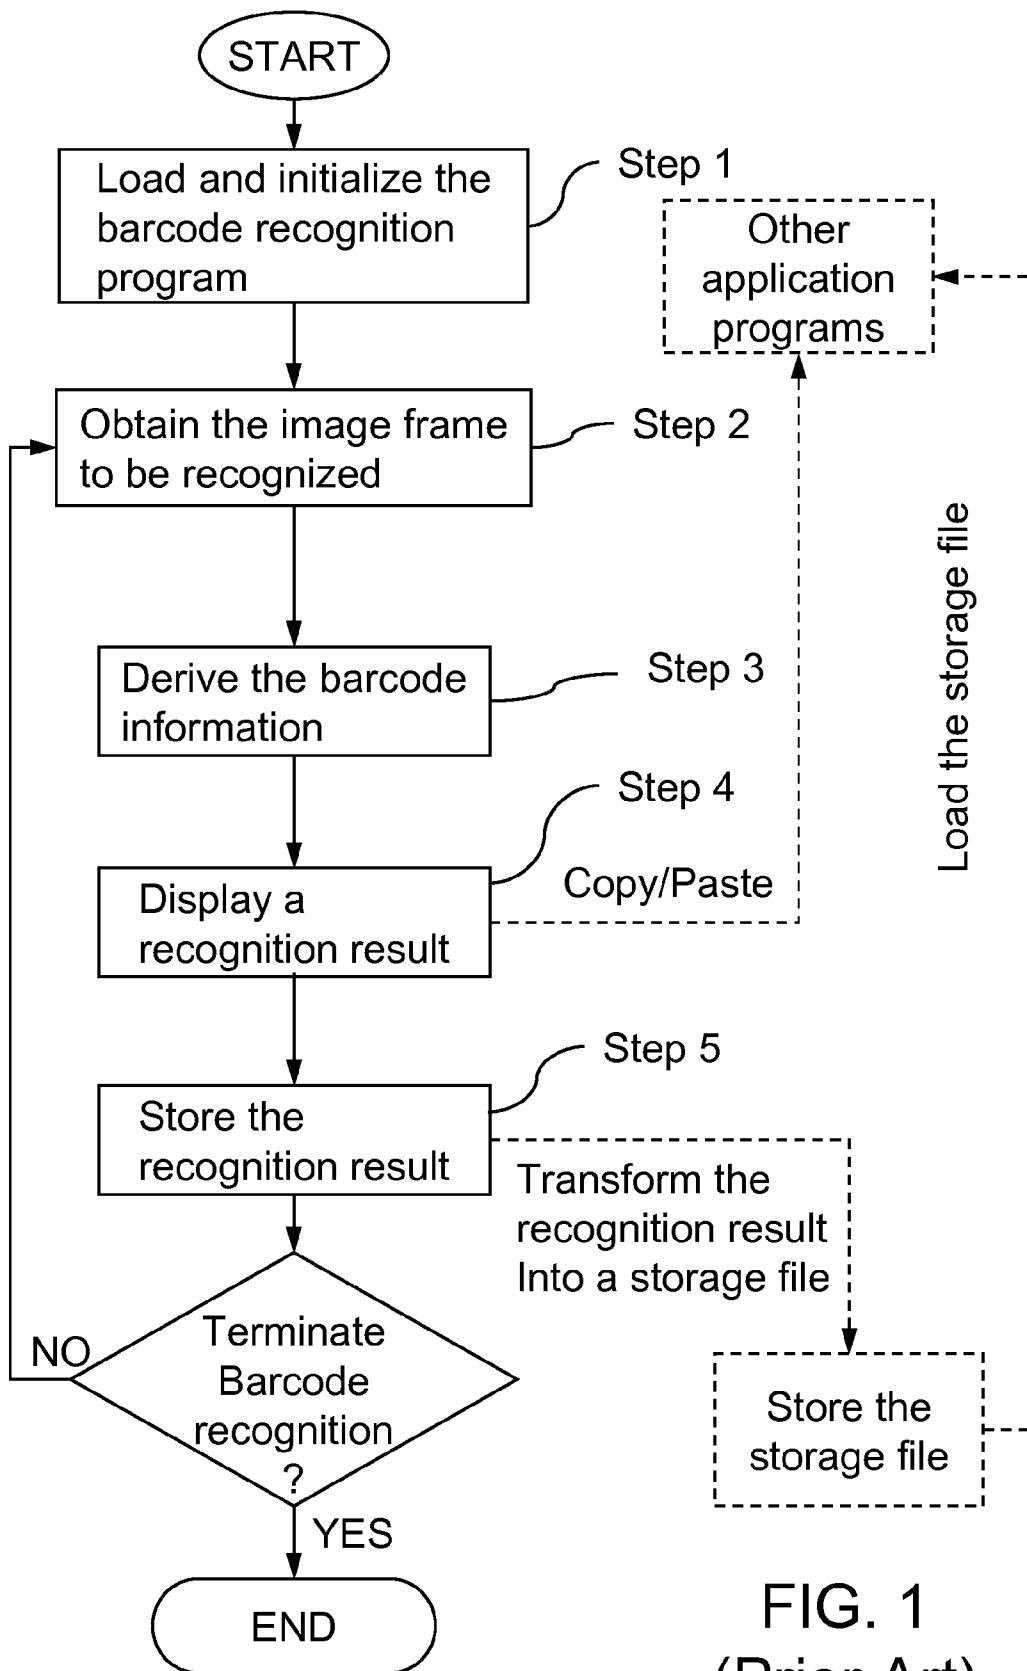 START
Load and initialize the
barcode recognition
program
Step 1
Other
application
programs
Obtain the image frame
to be recognized
Step 2
Load the storage file
Derive the barcode
information
Step 3
Step 4
Display a
recognition result
Copy/Paste
Step 5
Store the
recognition result
Transform the
recognition result
Into a storage file
Terminate
Barcode
recognition
?
NO
YES
Store the
storage file
END
FIG. 1
(Prior Art)